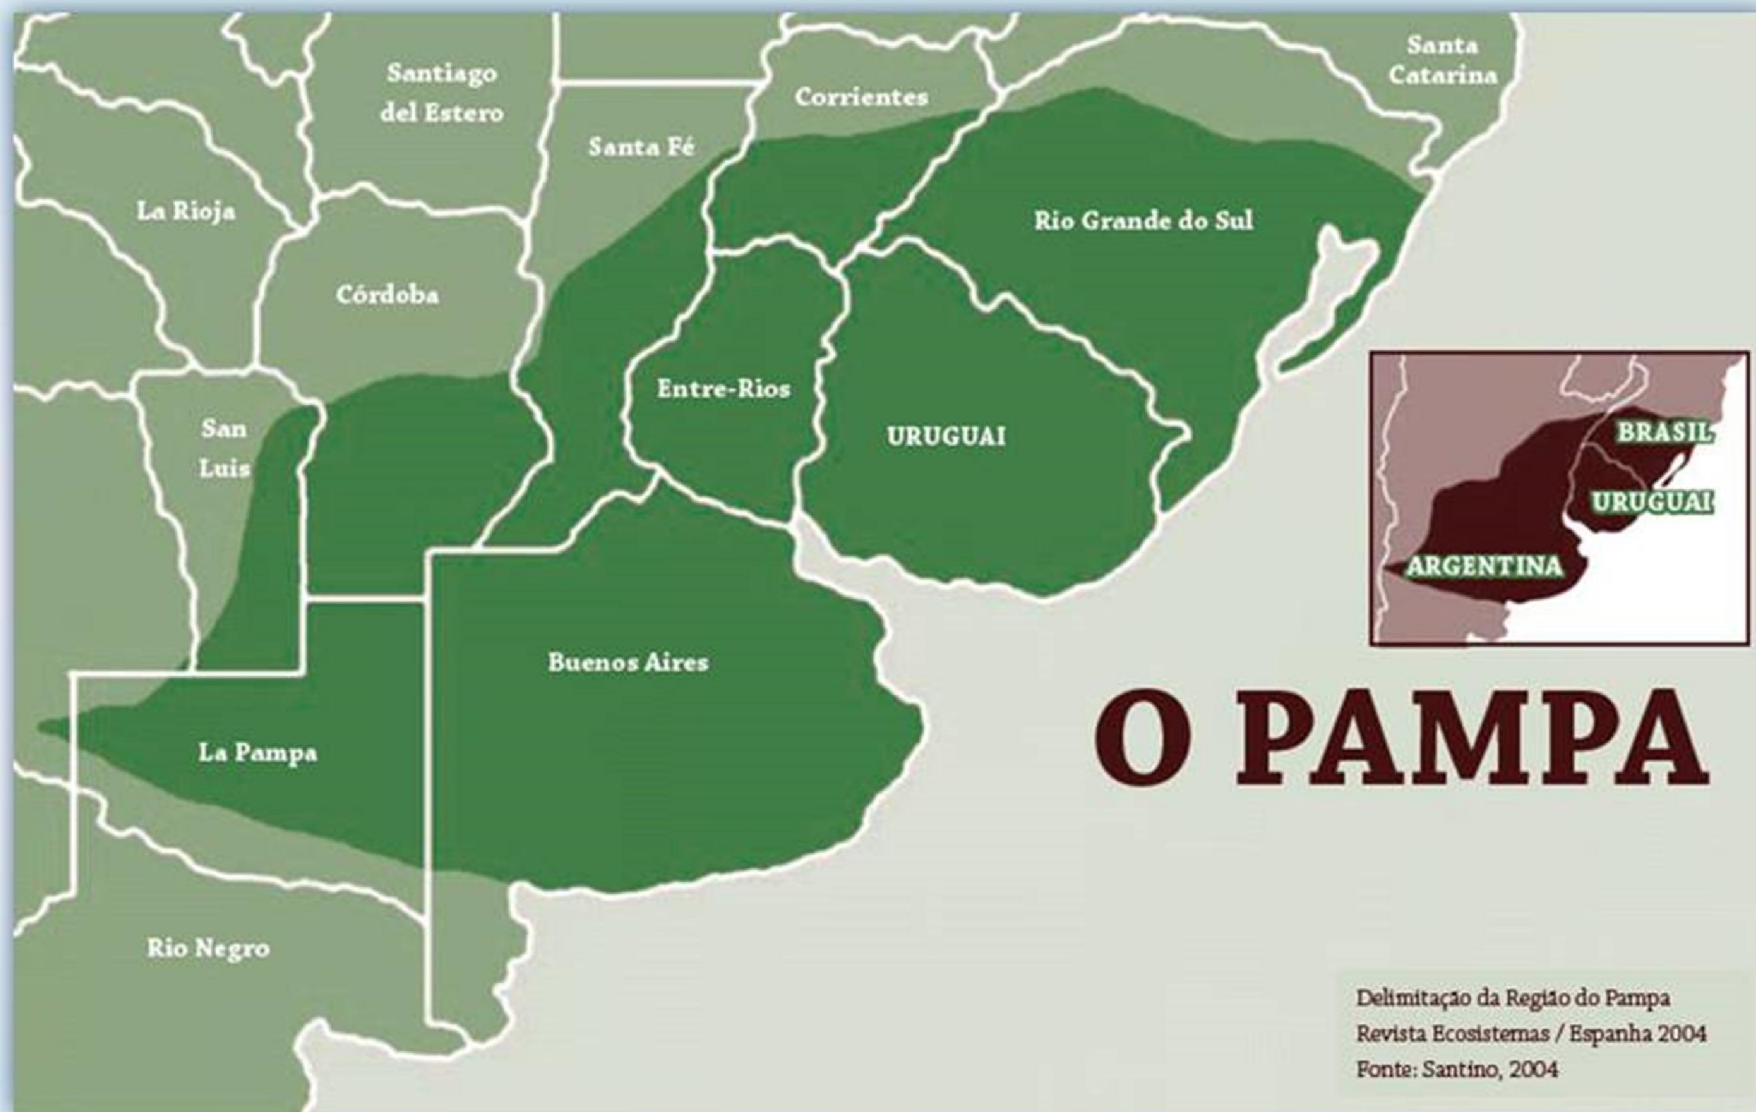 Santa
Catarina
Santiago
del Estero
Corrientes
Santa Fé
La Rioja
Rio Grande do Sul
Córdoba
Entre-Rios
San
Luis
URUGUAI
BRASIL
URUGUAI
ARGENTINA
Buenos Aires
La Pampa
O PAMPA
Rio Negro
Delimitação da Região do Pampa
Revista Ecosistemas / Espanha 2004
Fonte: Santino, 2004